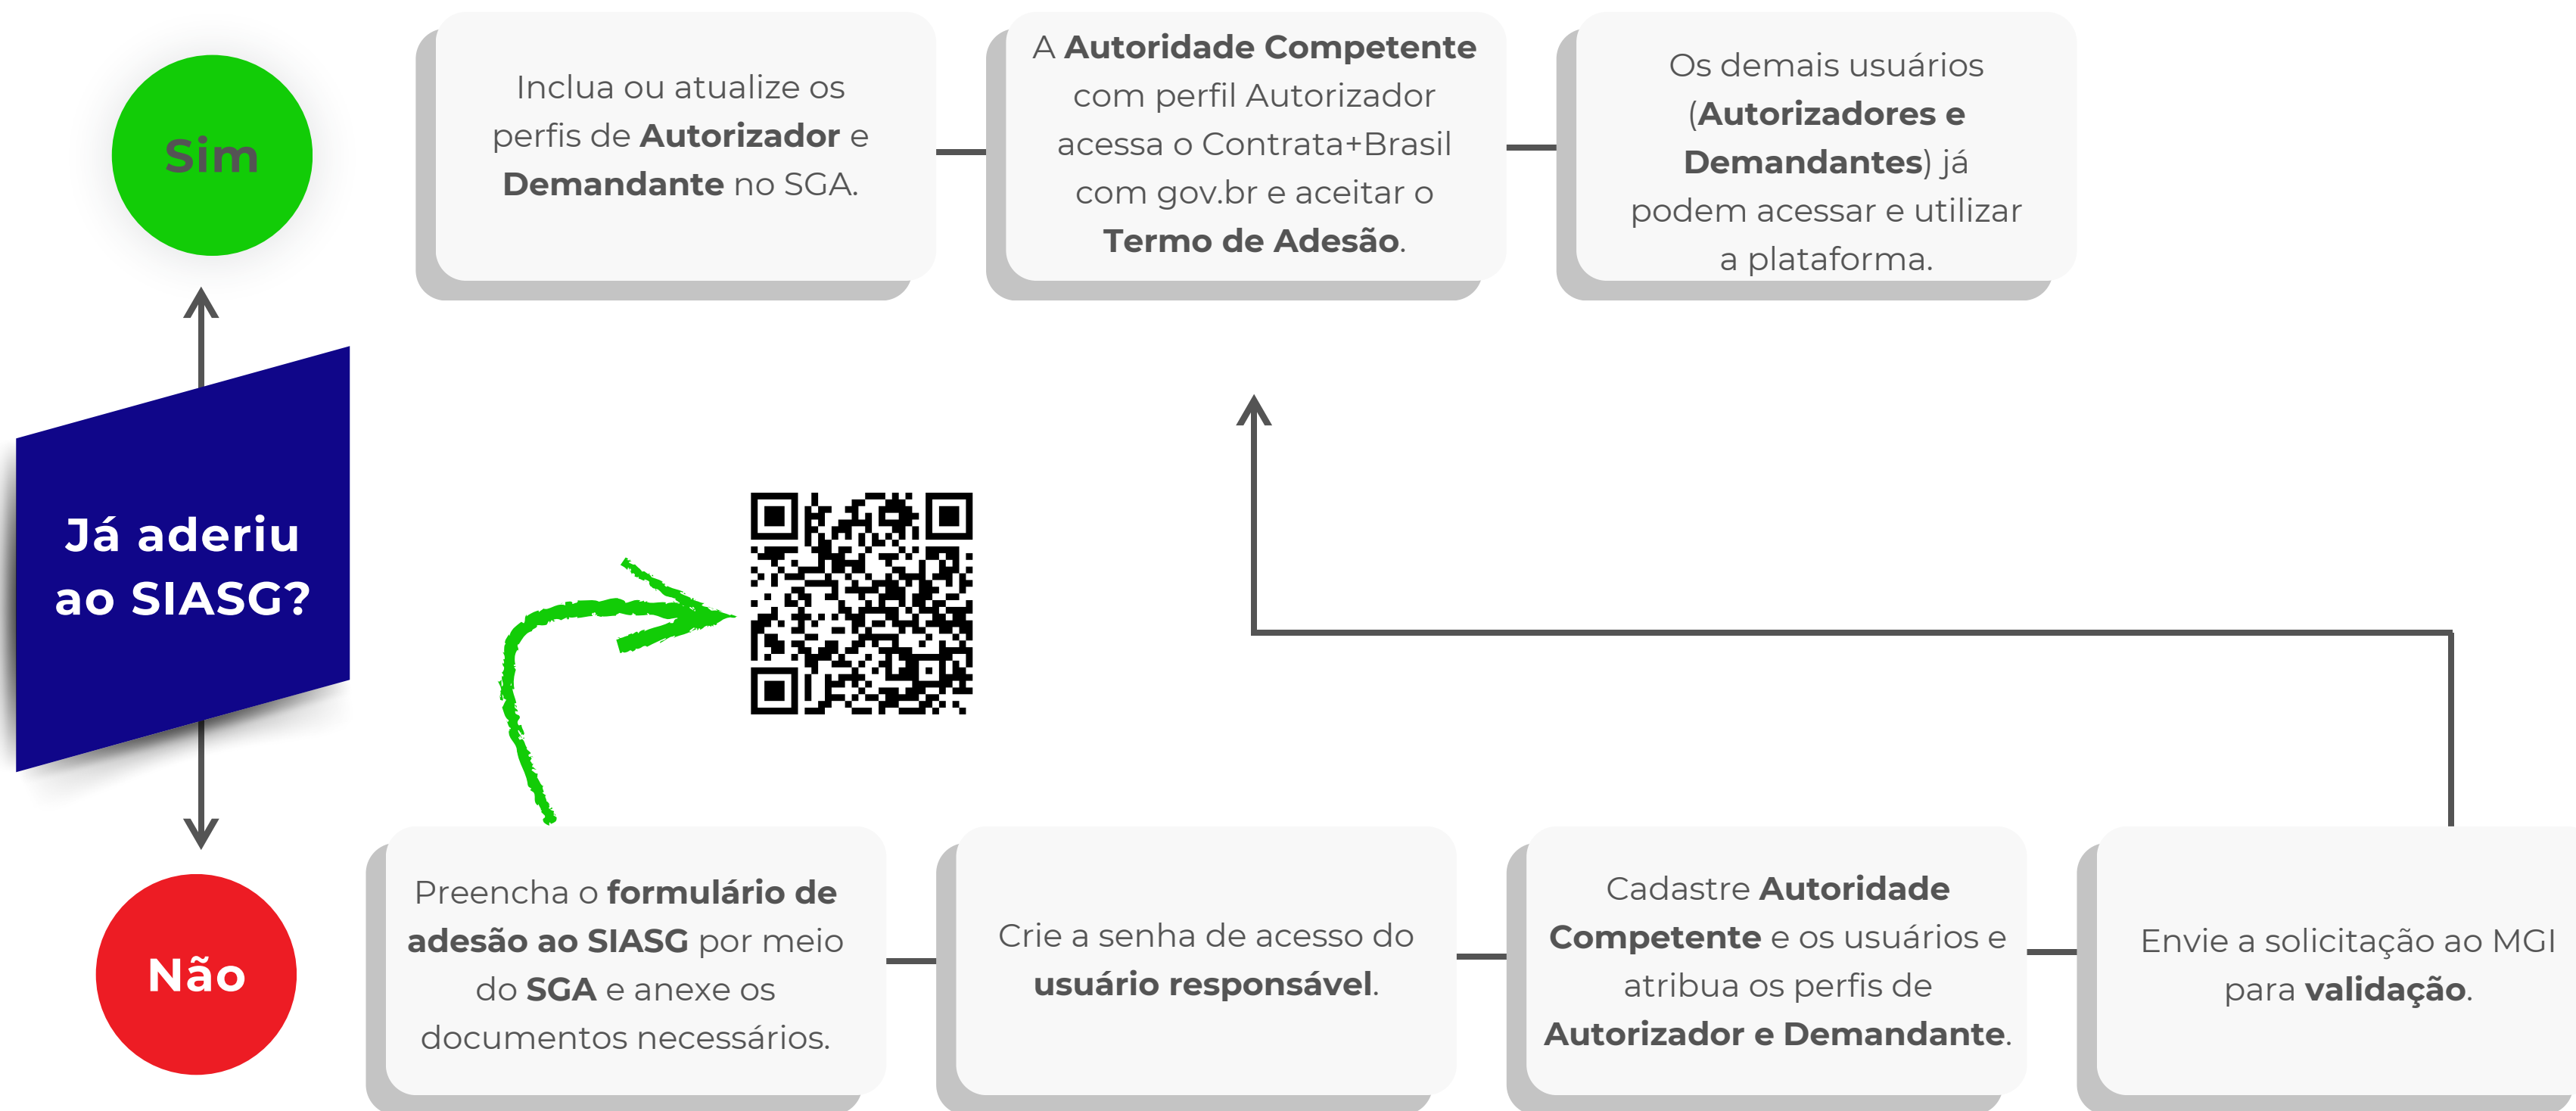 Sim
Inclua ou atualize os
perfis de Autorizador e
Demandante no SGA.
A Autoridade Competente
com perfil Autorizador
acessa o Contrata+Brasil
com gov.br e aceitar o
Termo de Adesão.
Os demais usuários
(Autorizadores e
Demandantes) já
podem acessar e utilizar
a plataforma.
Já aderiu
ao SIASG?
Não
Preencha o formulário de
adesão ao SIASG por meio
do SGA e anexe os
documentos necessários.
Crie a senha de acesso do
usuário responsável.
Cadastre Autoridade
Competente e os usuários e
atribua os perfis de
Autorizador e Demandante.
Envie a solicitação ao MGI
para validação.